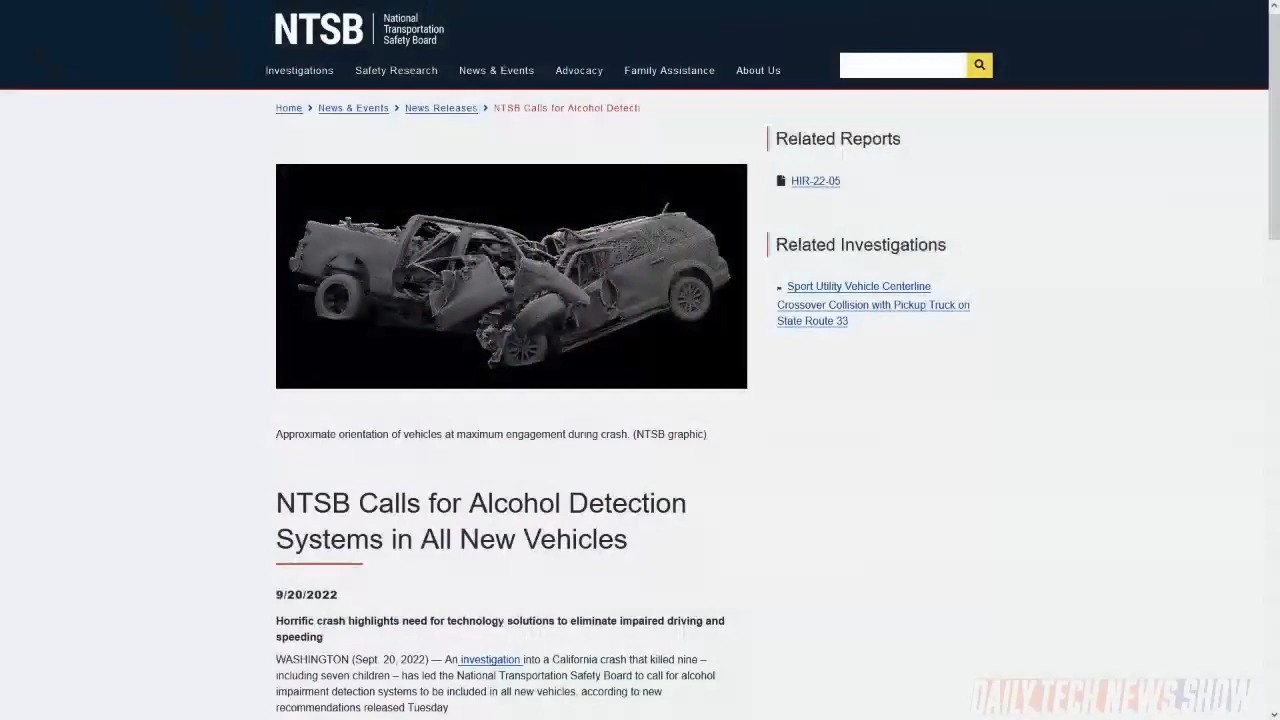 NTSB
National
Transportation
Safety Board
Investigations Safety Research News & Events Advocacy Family Assistance About Us
Home > News & Events > News Releases > NTSB Calls for Alcohol Detecti
Related Reports
HIR-22-05
Related Investigations
Sport Utility Vehicle Centerline
Crossover Collision with Pickup Truck on
State Route 33
Approximate orientation of vehicles at maximum engagement during crash. (NTSB graphic)
NTSB Calls for Alcohol Detection
Systems in All New Vehicles
9/20/2022
Horrific crash highlights need for technology solutions to eliminate impaired driving and
speeding
WASHINGTON (Sept. 20, 2022) — An investigation into a California crash that killed nine –
including seven children – has led the National Transportation Safety Board to call for alcohol
impairment detection systems to be included in all new vehicles, according to new
recommendations released Tuesday
DAILY TECH NEWS SHOW